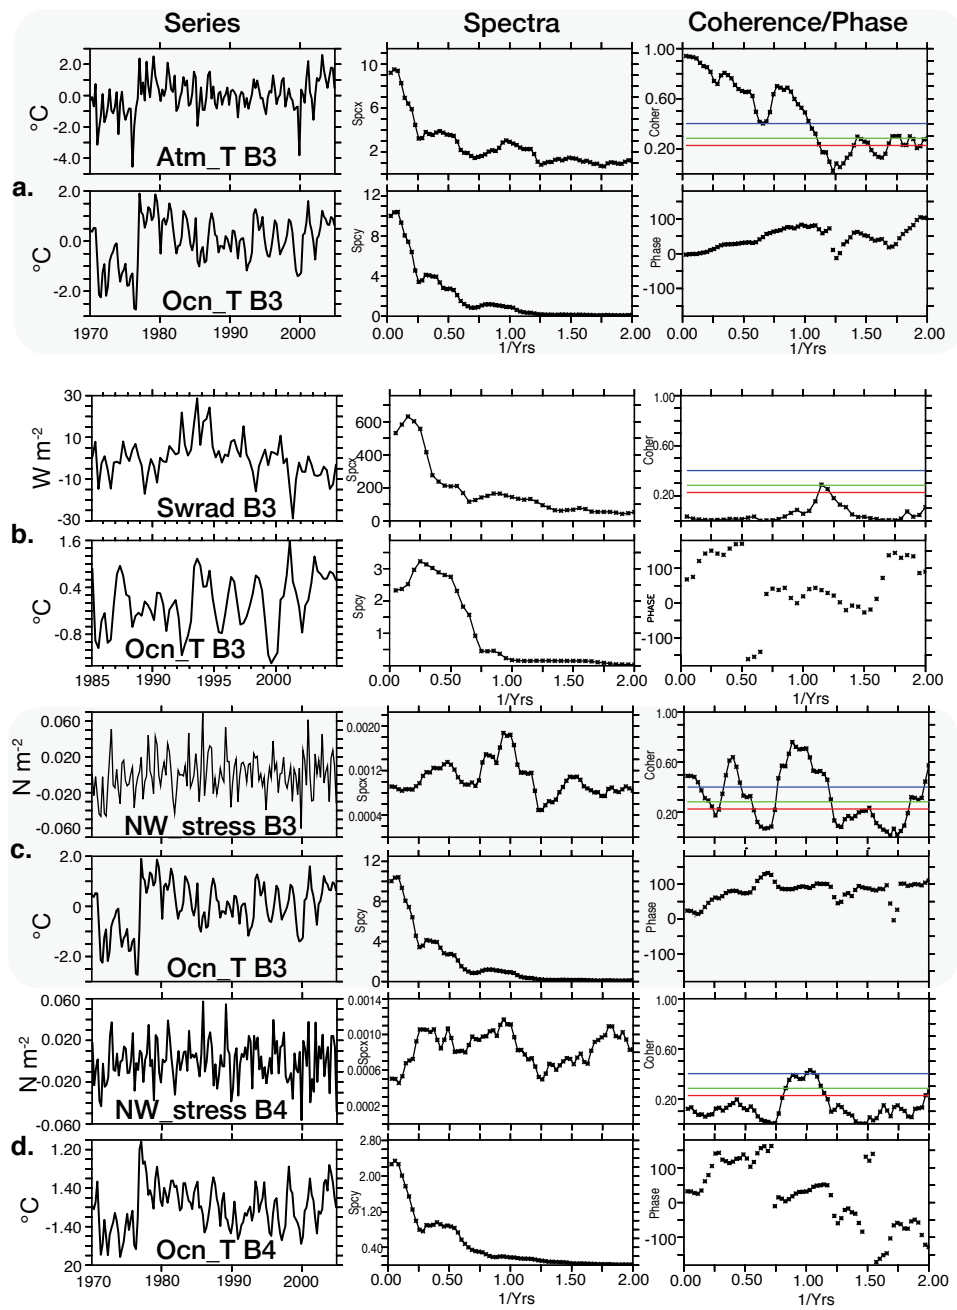 Series Spectra Coherence/Phase
a.
2.0
0.0
-2.0
-4.0
°C
Atm_T B3
10
6
2
Spcx
1.00
0.60
0.20
Coher
2.0
0.0
-2.0
°C
Ocn_T B3
1970 1980 1990 2000
12
8
4
0
Spcy
0.00 0.50 1.00 1.50 2.00
1/Yrs
100
0
-100
Phase
0.00 0.50 1.00 1.50 2.00
1/Yrs
b.
30
10
-10
-30
W m-2
Swrad B3
600
400
200
0
Spcx
1.00
0.60
0.20
Coher
1.6
0.4
-0.8
°C
Ocn_T B3
1985 1990 1995 2000
3
2
1
Spcy
0.00 0.50 1.00 1.50 2.00
1/Yrs
100
0
-100
PHASE
0.00 0.50 1.00 1.50 2.00
1/Yrs
c.
0.060
0.020
-0.020
-0.060
N m-2
NW_stress B3
0.0020
0.0012
0.0004
Spcx
1.00
0.60
0.20
Coher
2.0
0
-2.0
°C
Ocn_T B3
12
8
4
0
Spcy
100
0
-100
Phase
d.
0.060
0.020
-0.020
-0.060
N m-2
NW_stress B4
0.0014
0.0010
0.0006
0.0002
Spcx
1.00
0.60
0.20
Coher
1.20
1.40
-1.40
20
°C
Ocn_T B4
1970 1980 1990 2000
2.80
2.00
1.20
0.40
Spcy
0.00 0.50 1.00 1.50 2.00
1/Yrs
100
0
-100
Phase
0.00 0.50 1.00 1.50 2.00
1/Yrs